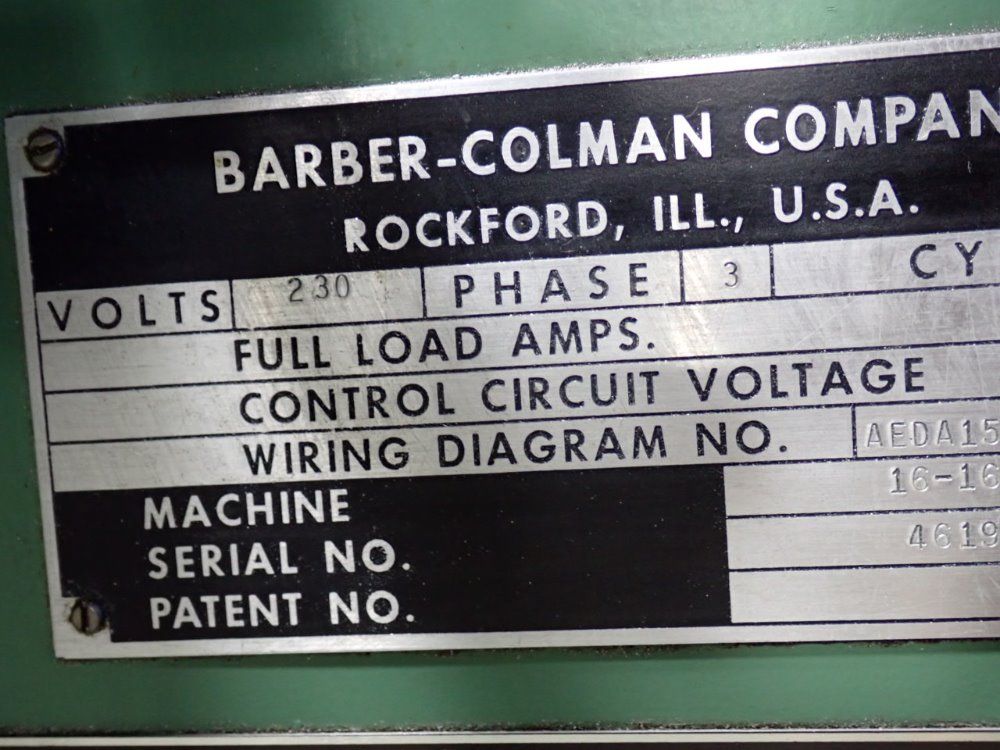 BARBER-COLMAN COMPAN
ROCKFORD, ILL., U.S.A.
VOLTS 230 PHASE 3 CY
FULL LOAD AMPS.
CONTROL CIRCUIT VOLTAGE
WIRING DIAGRAM NO. AEDA15
MACHINE 16-16
SERIAL NO. 4619
PATENT NO.